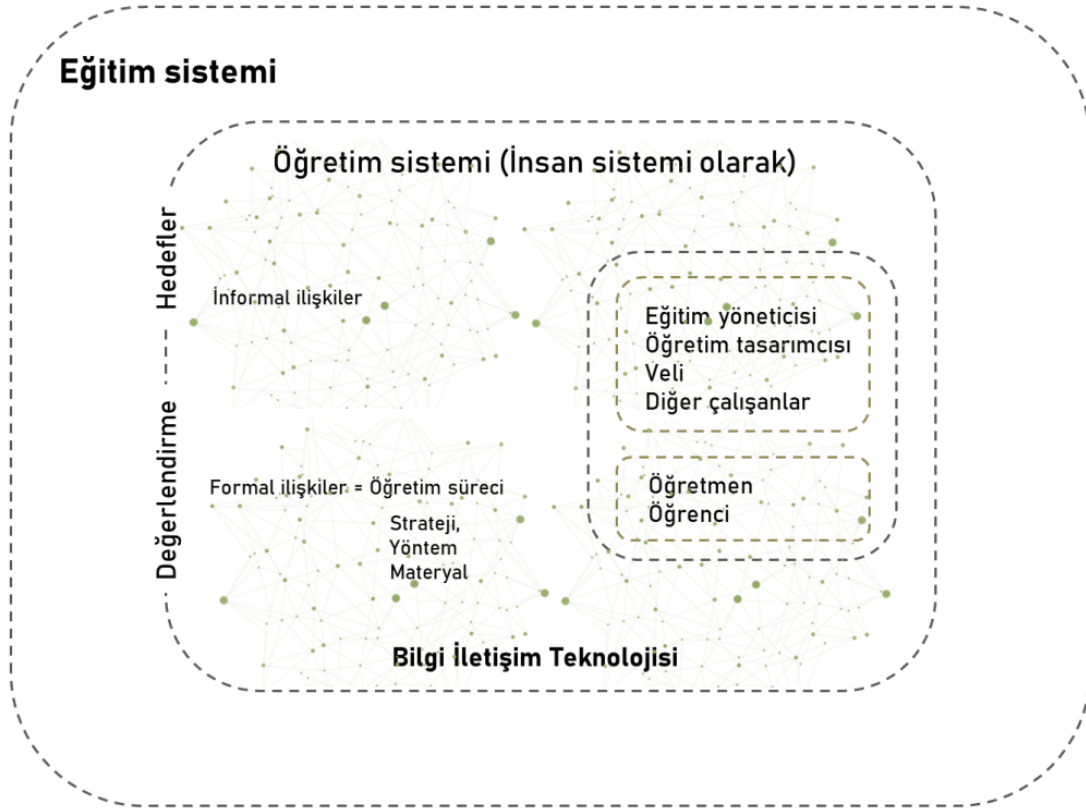 Eğitim sistemi
Öğretim sistemi (İnsan sistemi olarak)
Hedefler
Değerlendirme
İnformal ilişkiler
Eğitim yöneticisi
Öğretim tasarımcısı
Veli
Diğer çalışanlar
Öğretmen
Öğrenci
Formal ilişkiler = Öğretim süreci
Strateji,
Yöntem
Materyal
Bilgi İletişim Teknolojisi